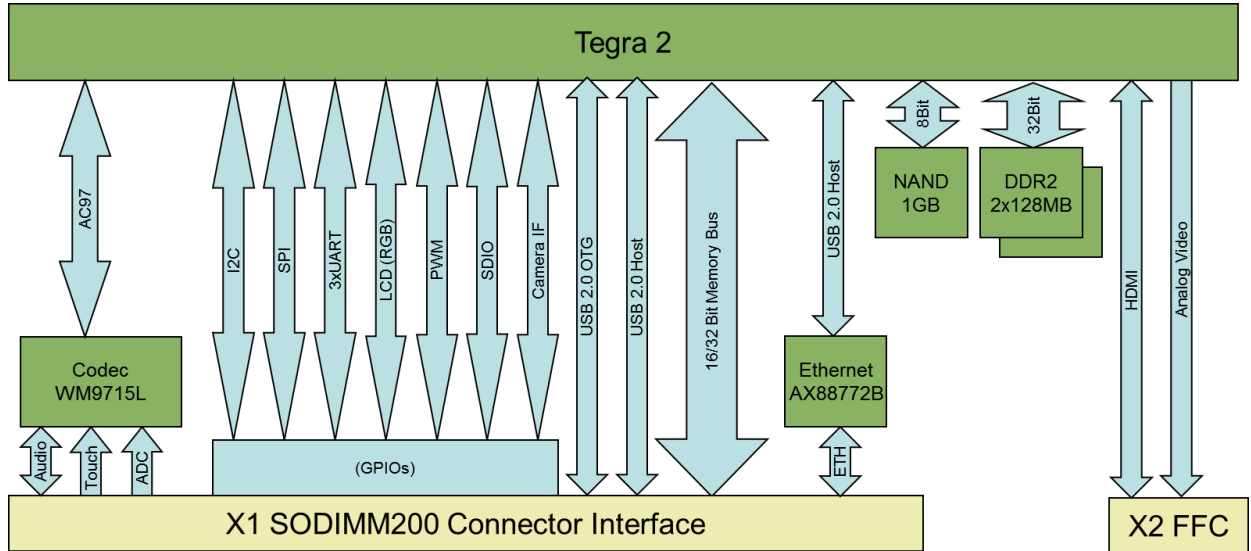 Tegra 2
AC97
I2C
SPI
3xUART
LCD (RGB)
PWM
SDIO
Camera IF
USB 2.0 OTG
USB 2.0 Host
16/32 Bit Memory Bus
USB 2.0 Host
8Bit
32Bit
NAND
1GB
DDR2
2x128MB
HDMI
Analog Video
Codec
WM9715L
Ethernet
AX88772B
Audio
Touch
ADC
(GPIOs)
ETH
X1 SODIMM200 Connector Interface
X2 FFC